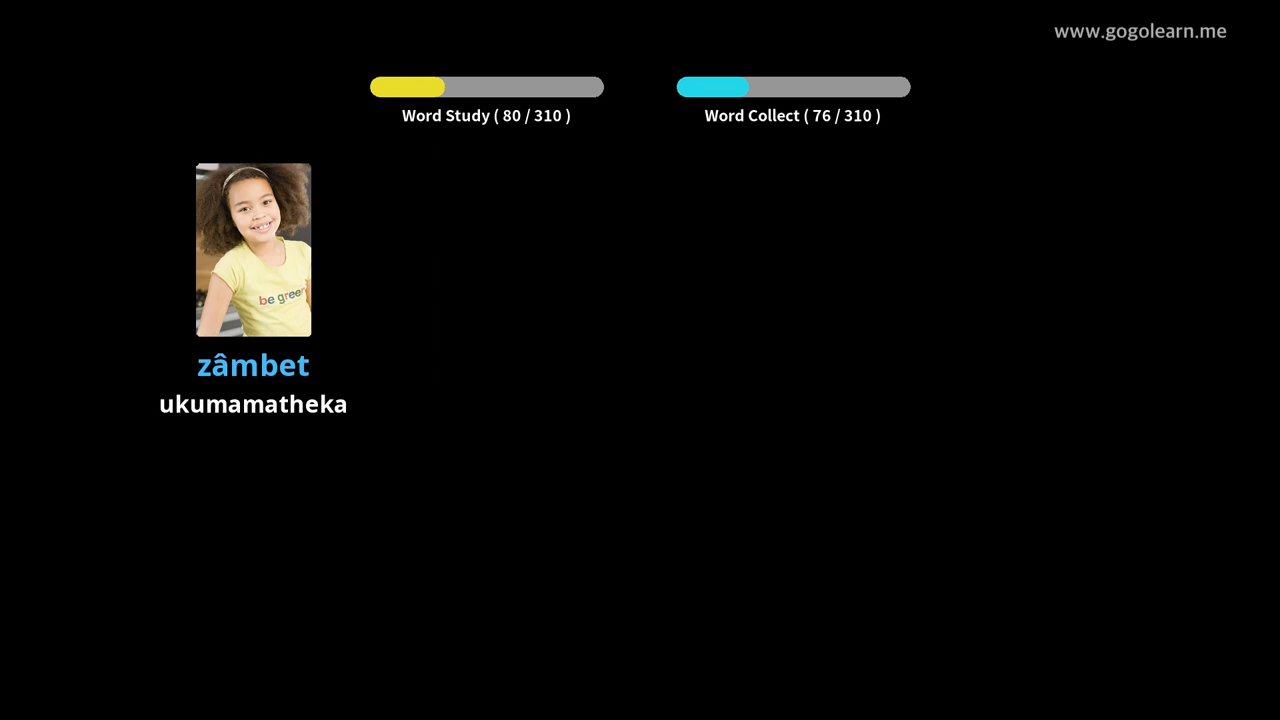 www.gogolearn.me
Word Study ( 80 / 310 )
Word Collect ( 76 / 310 )
be green
zâmbet
ukumamatheka